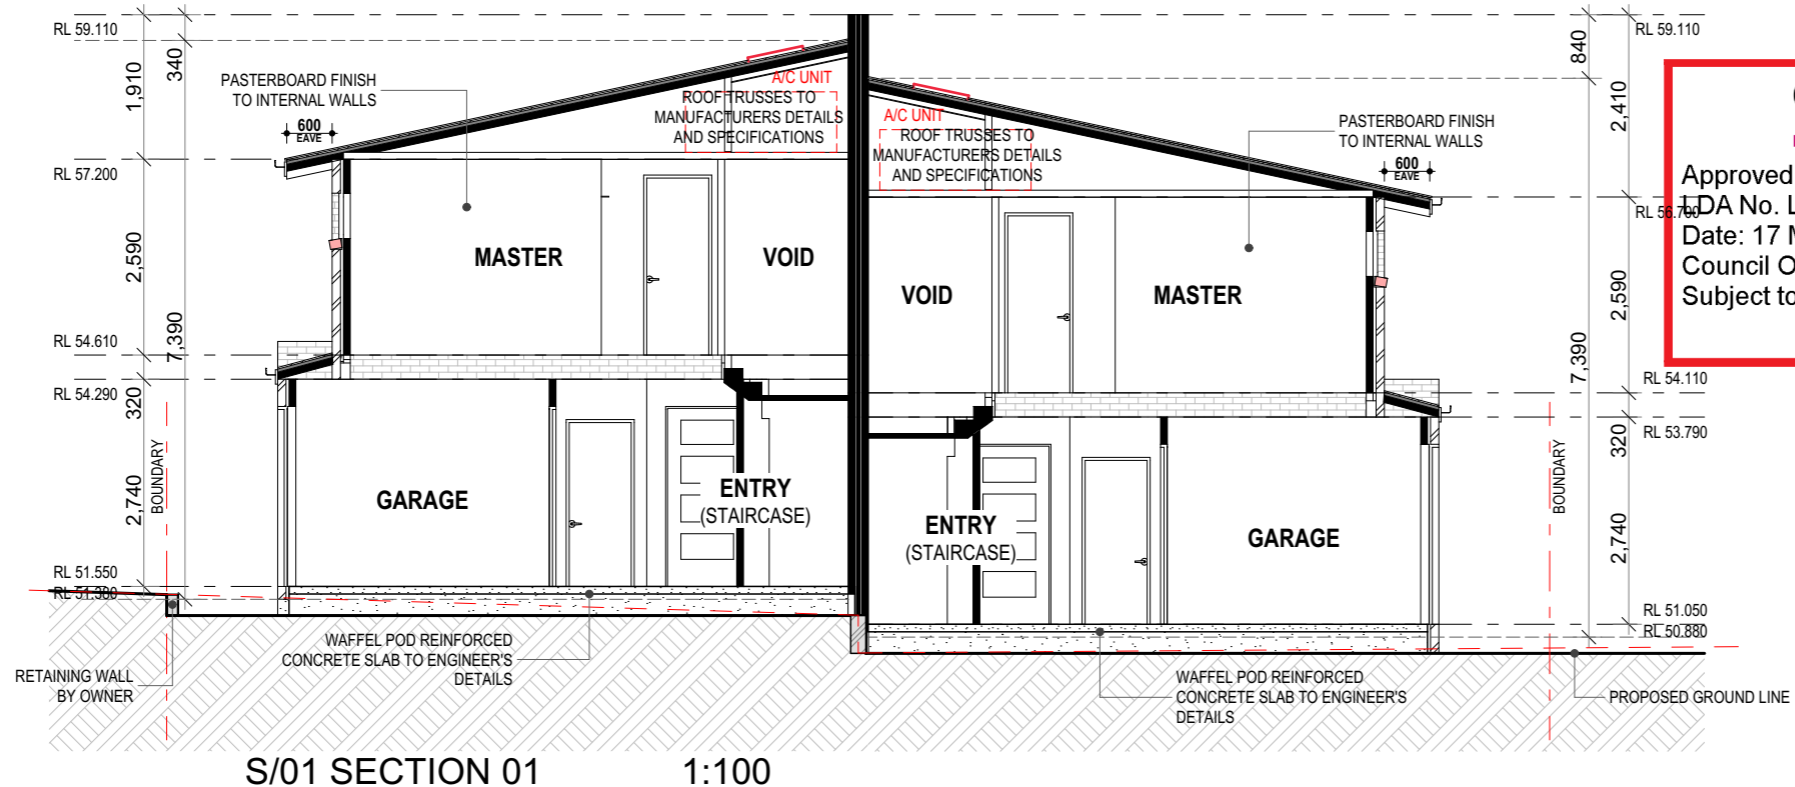 RL 59.110
340
1,910
PASTERBOARD FINISH
TO INTERNAL WALLS
600
EAVE
A/C UNIT
ROOF TRUSSES TO
MANUFACTURERS DETAILS
AND SPECIFICATIONS
RL 57.200
2,590
MASTER
VOID
7,390
RL 54.610
RL 54.290
320
BOUNDARY
2,740
GARAGE
ENTRY
(STAIRCASE)
RL 51.550
RL 51.380
WAFFEL POD REINFORCED
CONCRETE SLAB TO ENGINEER'S
DETAILS
RETAINING WALL
BY OWNER
A/C UNIT
ROOF TRUSSES TO
MANUFACTURERS DETAILS
AND SPECIFICATIONS
PASTERBOARD FINISH
TO INTERNAL WALLS
600
EAVE
840
RL 59.110
2,410
Approved
LDA No. L
Date: 17 M
Council O
Subject to
VOID
MASTER
2,590
7,390
RL 54.110
RL 53.790
320
BOUNDARY
2,740
ENTRY
(STAIRCASE)
GARAGE
RL 51.050
RL 50.880
WAFFEL POD REINFORCED
CONCRETE SLAB TO ENGINEER'S
DETAILS
PROPOSED GROUND LINE
S/01 SECTION 01 1:100